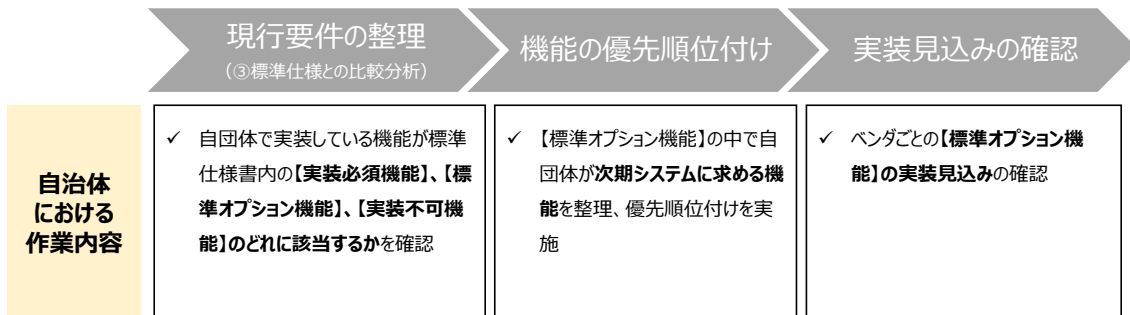 現行要件の整理
(③標準仕様との比較分析)
機能の優先順位付け
実装見込みの確認
自治体
における
作業内容
✓ 自団体で実装している機能が標準
仕様書内の【実装必須機能】、【標
準オプション機能】、【実装不可機
能】のどれに該当するかを確認
✓ 【標準オプション機能】の中で自
団体が次期システムに求める機
能を整理、優先順位付けを実
施
✓ ベンダごとの【標準オプション機
能】の実装見込みの確認